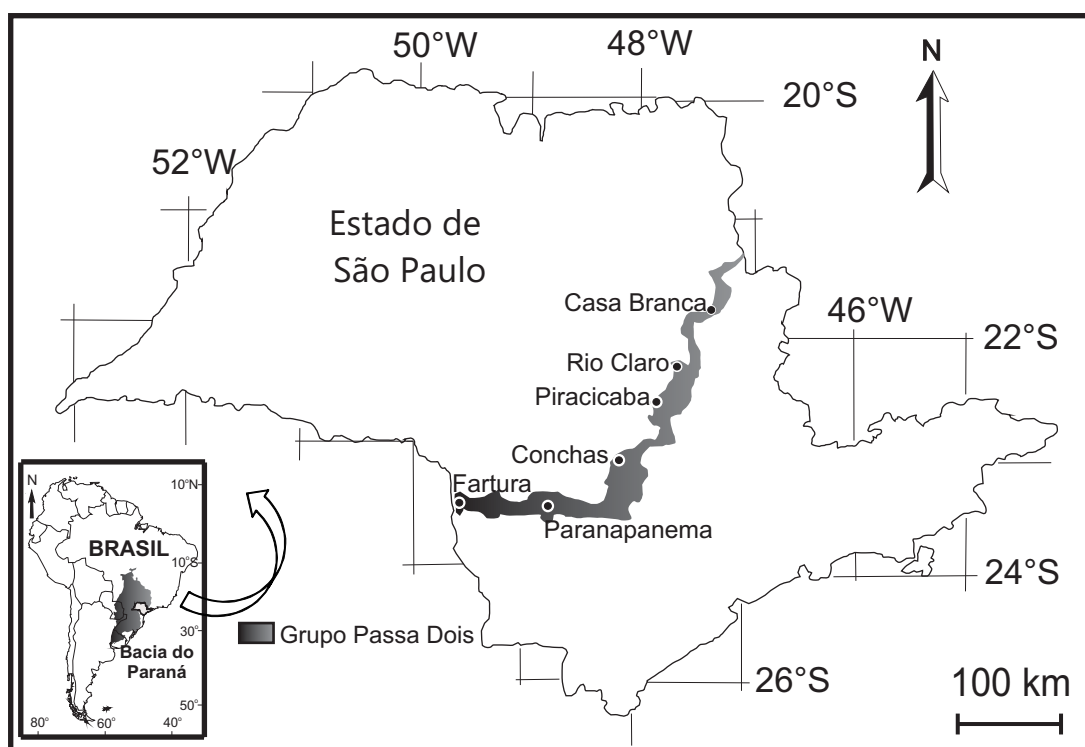 50°W
48°W
N
20°S
52°W
Estado de
São Paulo
Casa Branca
46°W
22°S
Rio Claro
Piracicaba
Conchas
Fartura
Paranapanema
N
10°N
BRASIL
10°S
24°S
30°
Grupo Passa Dois
Bacia do
Paraná
26°S
100 km
50°
80°
60°
40°